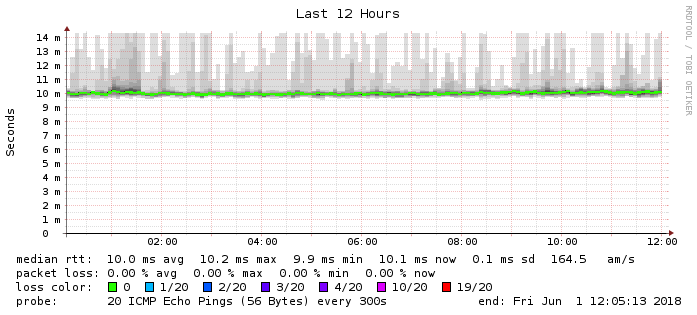 Last 12 Hours
RRDTOOL / TOBI OETIKER
Seconds
14 m
13 m
12 m
11 m
10 m
9 m
8 m
7 m
6 m
5 m
4 m
3 m
2 m
1 m
0
02:00 04:00 06:00 08:00 10:00 12:00
median rtt: 10.0 ms avg 10.2 ms max 9.9 ms min 10.1 ms now 0.1 ms sd 164.5 am/s
packet loss: 0.00 % avg 0.00 % max 0.00 % min 0.00 % now
loss color: 0 1/20 2/20 3/20 4/20 10/20 19/20
probe: 20 ICMP Echo Pings (56 Bytes) every 300s end: Fri Jun 1 12:05:13 2018